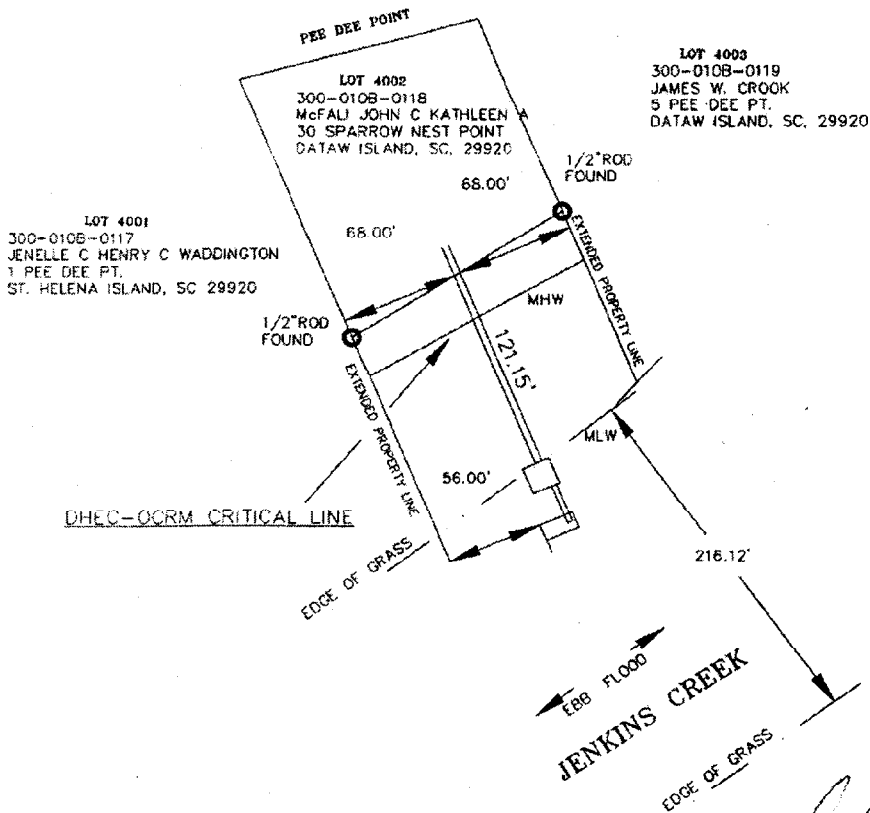 PEE DEE POINT
LOT 4002
300-010B-0118
McFALI JOHN C KATHLEEN A
30 SPARROW NEST POINT
DATAW ISLAND, SC, 29920
LOT 4003
300-010B-0119
JAMES W. CROOK
5 PEE DEE PT.
DATAW ISLAND, SC, 29920
1/2"ROD
FOUND
68.00'
68.00'
LOT 4001
300-010B-0117
JENELLE C HENRY C WADDINGTON
1 PEE DEE PT.
ST. HELENA ISLAND, SC 29920
1/2"ROD
FOUND
EXTENDED PROPERTY LINE
MHW
121.15'
EXTENDED PROPERTY LINE
MLW
56.00'
DHEC-OCRM CRITICAL LINE
EDGE OF GRASS
216.12'
EBB FLOOD
JENKINS CREEK
EDGE OF GRASS